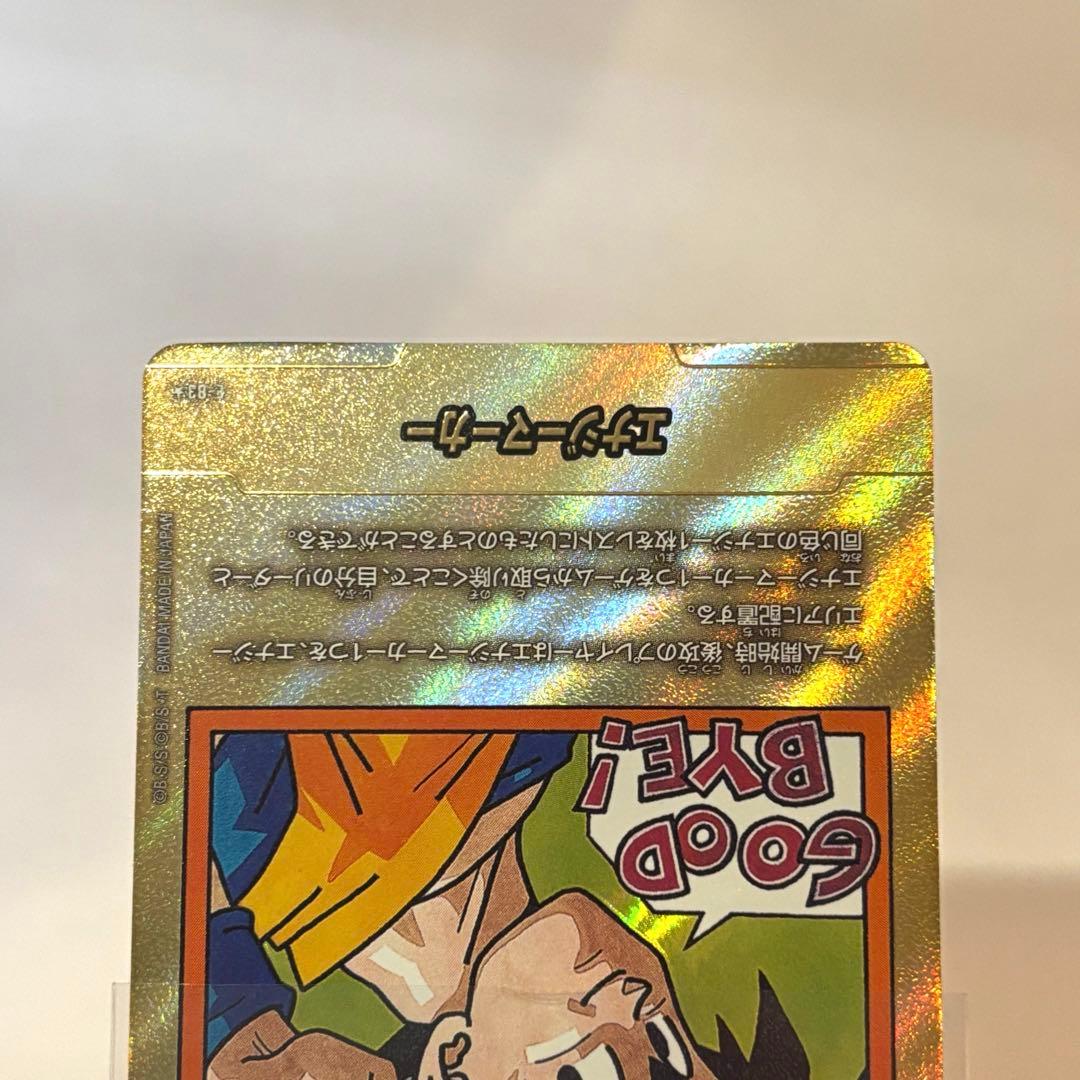 GOOD
BYE!
ゲーム開始時、後攻のプレイヤーはエナジーマーカー1つを、エナジー
エリアに配置する。
エナジーマーカー1つをゲームから取り除くことで、自分のリーダーと
同じ色のエナジー1枚をレストにしたものとすることができる。
エナジーマーカー
E-83
©B.S/S ©B/S・T BANDAI MADE IN JAPAN